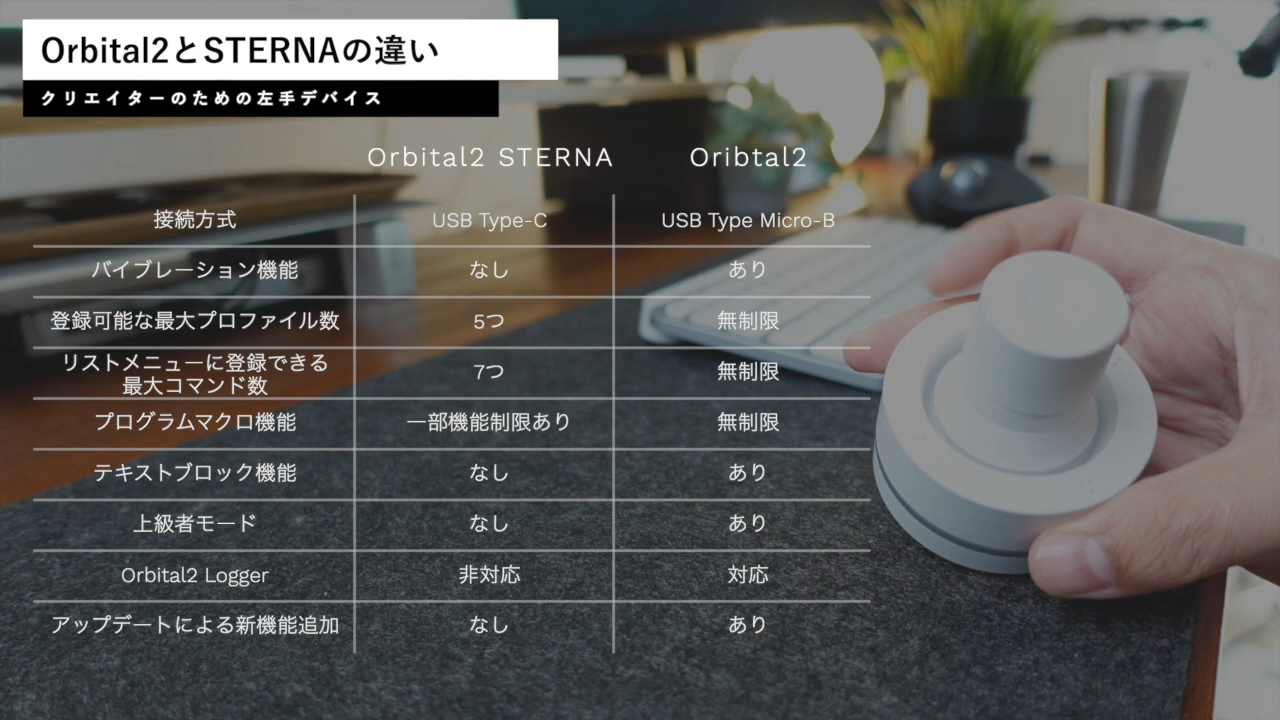 Orbital2とSTERNAの違い
クリエイターのための左手デバイス
Orbital2 STERNA Oribtal2
接続方式 USB Type-C USB Type Micro-B
バイブレーション機能 なし あり
登録可能な最大プロファイル数 5つ 無制限
リストメニューに登録できる
最大コマンド数 7つ 無制限
プログラムマクロ機能 一部機能制限あり 無制限
テキストブロック機能 なし あり
上級者モード なし あり
Orbital2 Logger 非対応 対応
アップデートによる新機能追加 なし あり